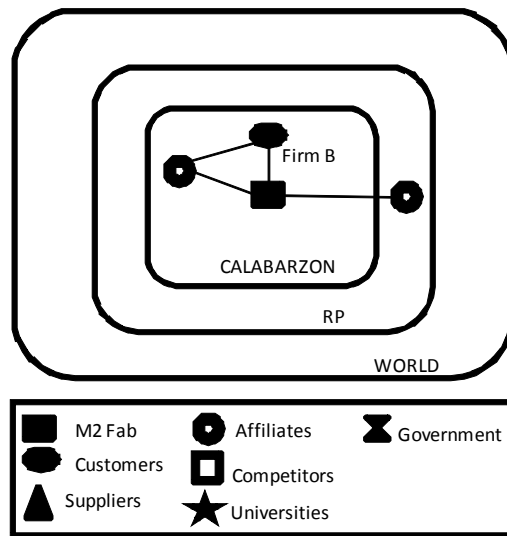 Firm B
CALABARZON
RP
WORLD
M2 Fab
Affiliates
Government
Customers
Competitors
Suppliers
Universities